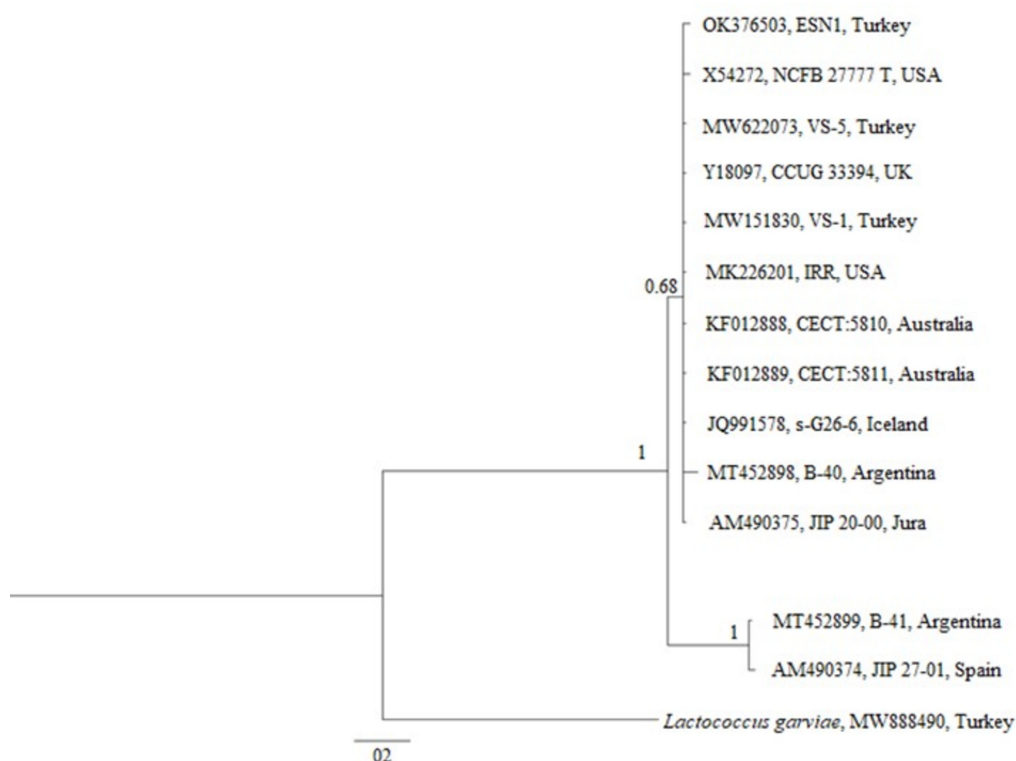 OK376503, ESN1, Turkey
X54272, NCFB 27777 T, USA
MW622073, VS-5, Turkey
Y18097, CCUG 33394, UK
MW151830, VS-1, Turkey
MK226201, IRR, USA
0.68
KF012888, CECT:5810, Australia
KF012889, CECT:5811, Australia
JQ991578, s-G26-6, Iceland
1
MT452898, B-40, Argentina
AM490375, JIP 20-00, Jura
MT452899, B-41, Argentina
1
AM490374, JIP 27-01, Spain
Lactococcus garviae, MW888490, Turkey
02